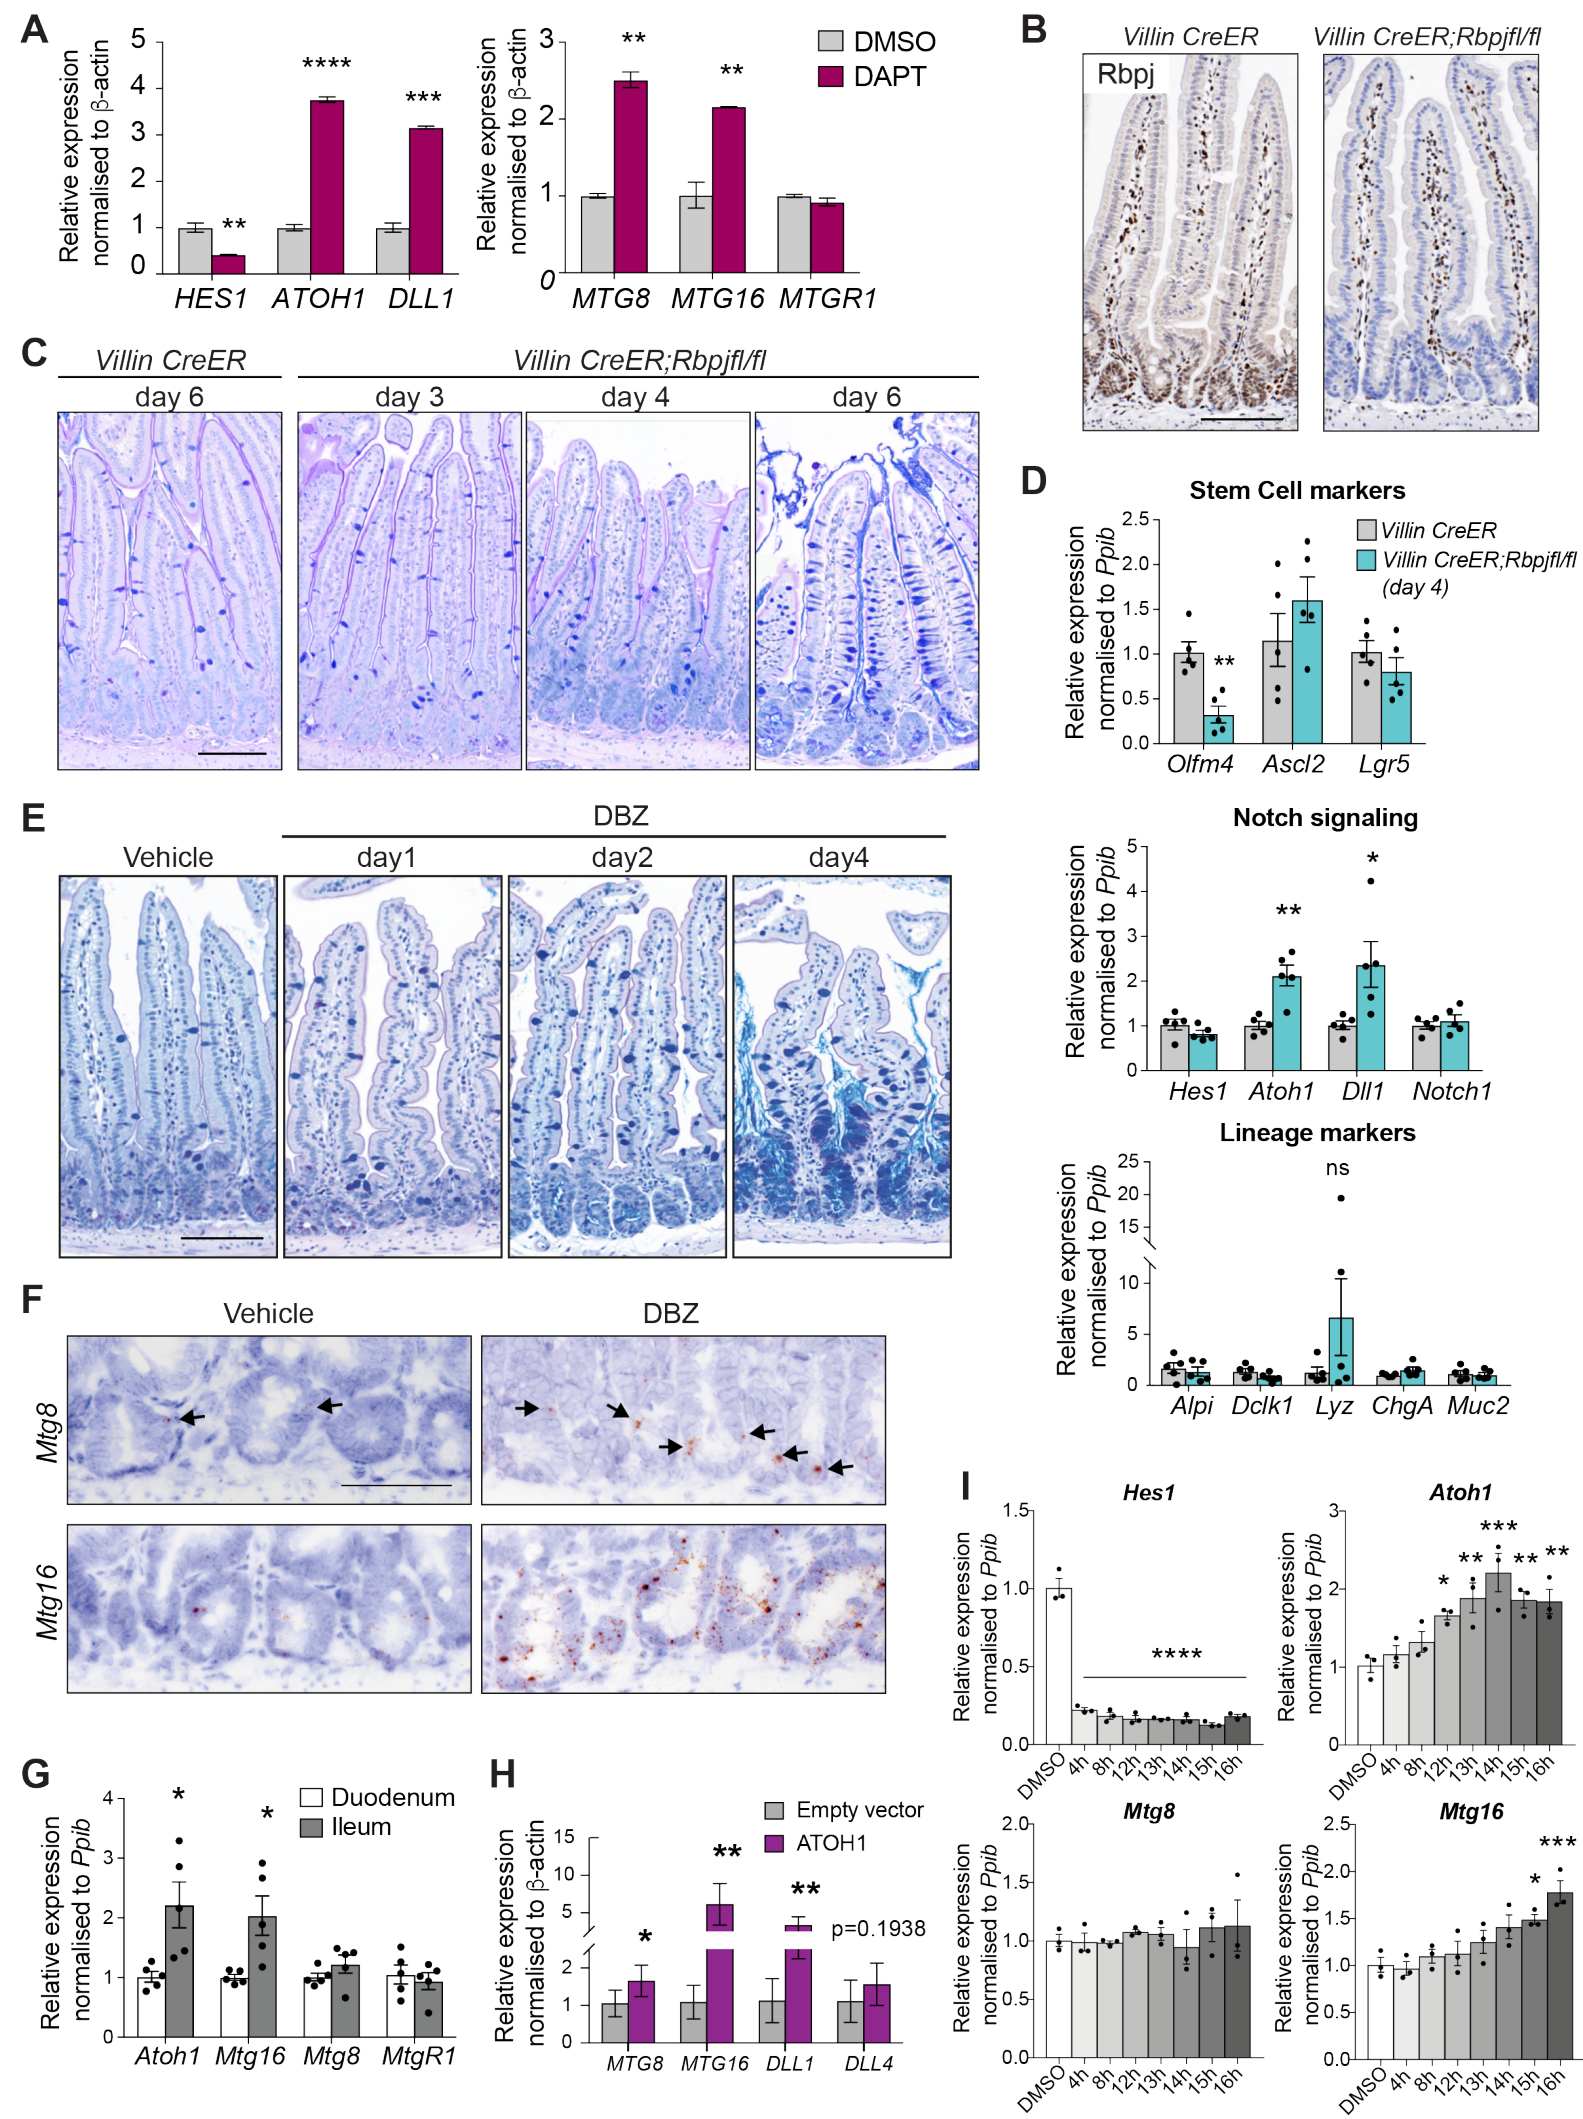 A
Relative expression
normalised to β-actin
5
4
3
2
1
0
**
****
***
HES1 ATOH1 DLL1
Relative expression
normalised to β-actin
3
2
1
0
**
**
MTG8 MTG16 MTGR1
DMSO
DAPT
B
Villin CreER
Villin CreER;Rbpjfl/fl
Rbpj
C
Villin CreER
Villin CreER;Rbpjfl/fl
day 6
day 3
day 4
day 6
D
Stem Cell markers
Relative expression
normalised to Ppib
2.5
2.0
1.5
1.0
0.5
0.0
**
Villin CreER
Villin CreER;Rbpjfl/fl
(day 4)
Olfm4 Ascl2 Lgr5
Notch signaling
Relative expression
normalised to Ppib
5
4
3
2
1
0
**
*
Hes1 Atoh1 Dll1 Notch1
Lineage markers
Relative expression
normalised to Ppib
25
20
15
10
5
0
ns
Alpi Dclk1 Lyz ChgA Muc2
E
DBZ
Vehicle
day1
day2
day4
F
Vehicle
DBZ
Mtg8
Mtg16
G
Relative expression
normalised to Ppib
4
3
2
1
0
*
*
Duodenum
Ileum
Atoh1 Mtg16 Mtg8 MtgR1
H
Relative expression
normalised to β-actin
15
10
5
2
1
0
*
**
**
p=0.1938
Empty vector
ATOH1
MTG8 MTG16 DLL1 DLL4
I
Hes1
Relative expression
normalised to Ppib
1.5
1.0
0.5
0.0
****
DMSO 4h 8h 12h 13h 14h 15h 16h
Atoh1
Relative expression
normalised to Ppib
3
2
1
0
*
**
***
**
**
DMSO 4h 8h 12h 13h 14h 15h 16h
Mtg8
Relative expression
normalised to Ppib
2.0
1.5
1.0
0.5
0.0
DMSO 4h 8h 12h 13h 14h 15h 16h
Mtg16
Relative expression
normalised to Ppib
2.5
2.0
1.5
1.0
0.5
0.0
*
***
DMSO 4h 8h 12h 13h 14h 15h 16h